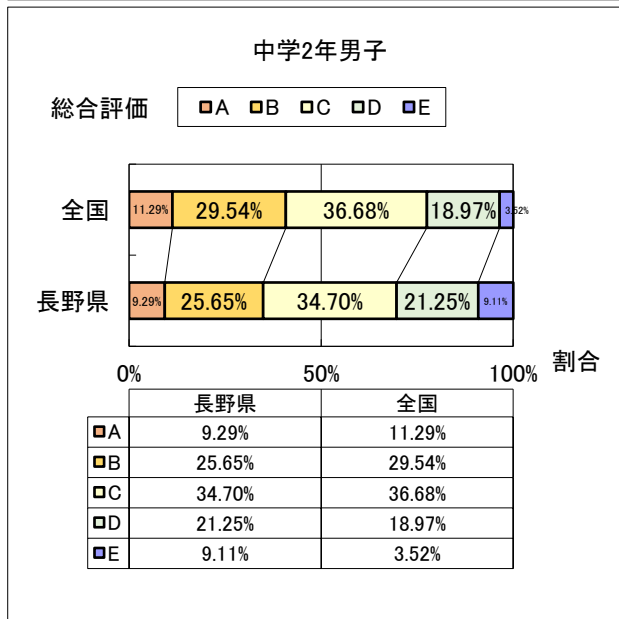 中学2年男子
総合評価 A B C D E
全国 11.29% 29.54% 36.68% 18.97% 3.52%
長野県 9.29% 25.65% 34.70% 21.25% 9.11%
0% 50% 100% 割合
長野県 全国
A 9.29% 11.29%
B 25.65% 29.54%
C 34.70% 36.68%
D 21.25% 18.97%
E 9.11% 3.52%